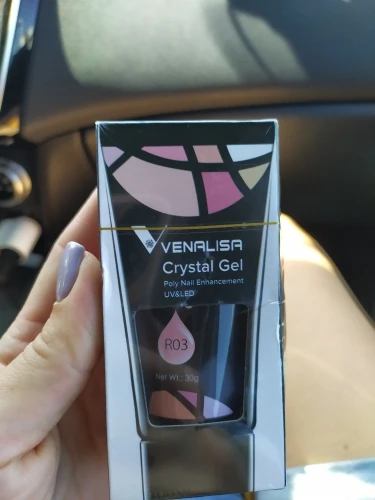 VENALISA
Crystal Gel
Poly Nail Enhancement
UV&LED
R03
Net Wt.: 30g